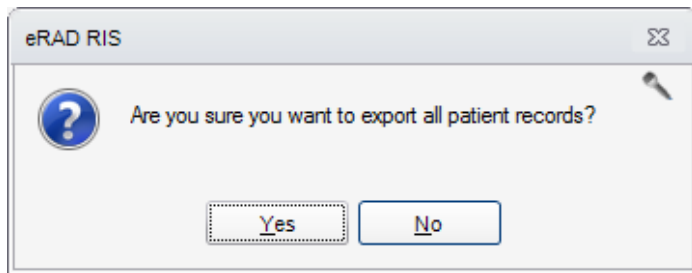 eRAD RIS
Are you sure you want to export all patient records?
Yes
No